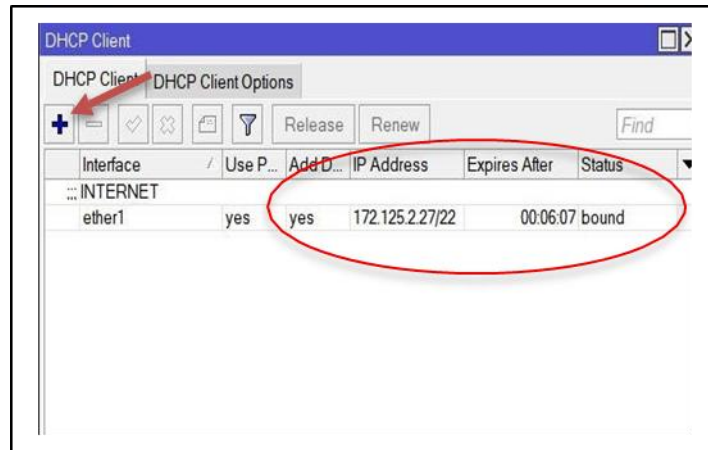 DHCP Client
DHCP Client DHCP Client Options
Release Renew Find
Interface Use P... Add D... IP Address Expires After Status
;;; INTERNET
ether1 yes yes 172.125.2.27/22 00:06:07 bound